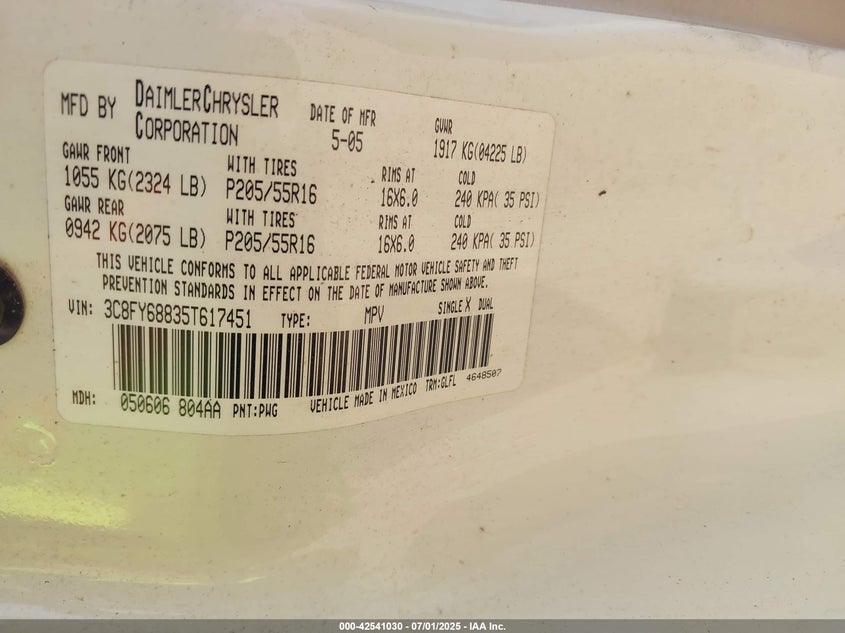 MFD BY DAIMLERCHRYSLER CORPORATION DATE OF MFR 5-05 GVWR 1917 KG(04225 LB)
GAWR FRONT WITH TIRES RIMS AT COLD
1055 KG(2324 LB) P205/55R16 16X6.0 240 KPA( 35 PSI)
GAWR REAR WITH TIRES RIMS AT COLD
0942 KG(2075 LB) P205/55R16 16X6.0 240 KPA( 35 PSI)
THIS VEHICLE CONFORMS TO ALL APPLICABLE FEDERAL MOTOR VEHICLE SAFETY AND THEFT
PREVENTION STANDARDS IN EFFECT ON THE DATE OF MANUFACTURE SHOWN ABOVE.
VIN: 3C8FY68835T617451 TYPE: MPV SINGLE X DUAL
MDH: 050606 804AA PNT:PWG VEHICLE MADE IN MEXICO TRM:GLFL 4648507
000-42541030 - 07/01/2025 - IAA Inc.